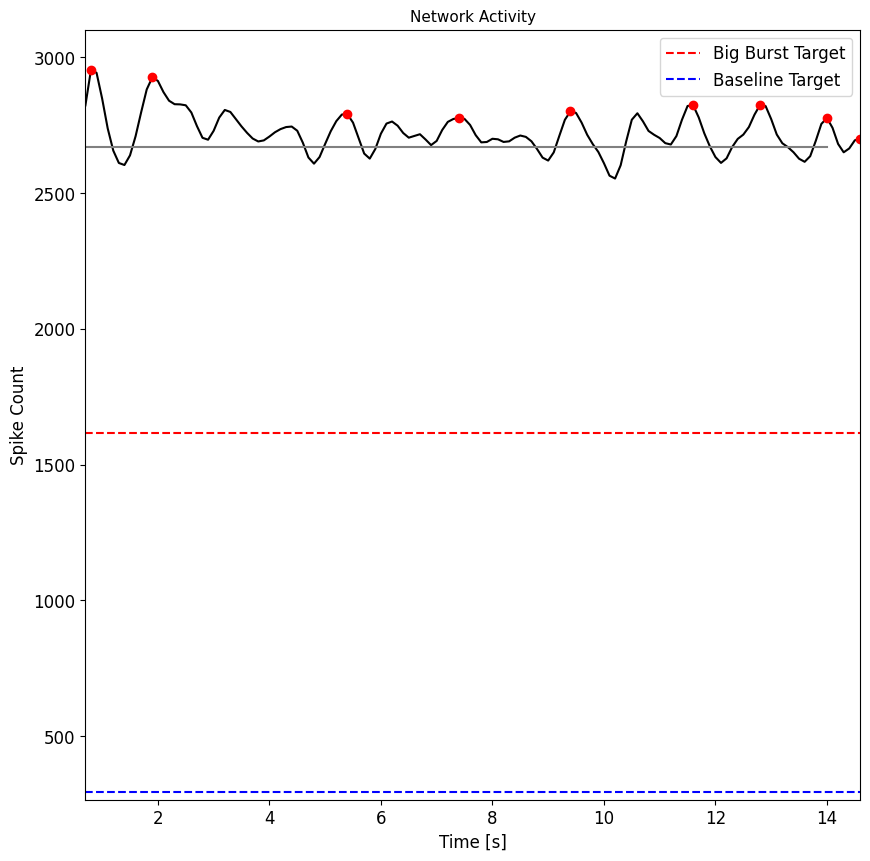 Network Activity
Big Burst Target
Baseline Target
3000
2500
2000
1500
1000
500
Spike Count
2 4 6 8 10 12 14
Time [s]